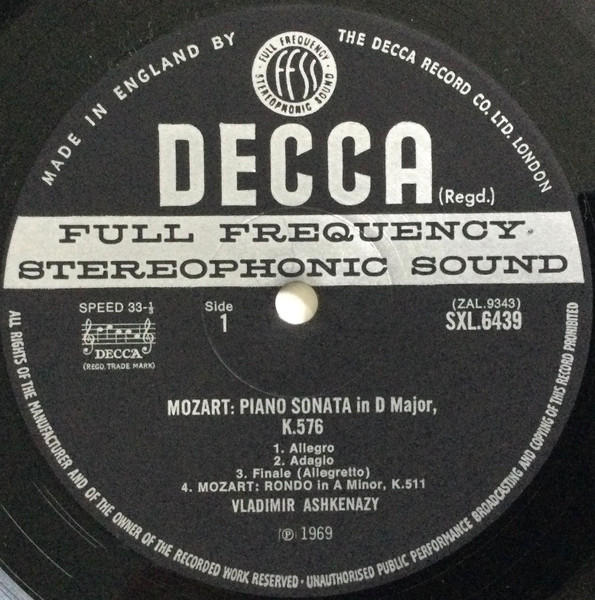 MADE IN ENGLAND BY
THE DECCA RECORD CO. LTD. LONDON
· FULL FREQUENCY ·
STEREOPHONIC SOUND
FFSS
DECCA
(Regd.)
FULL FREQUENCY
STEREOPHONIC SOUND
SPEED 33-⅓
DECCA
(REGD. TRADE MARK)
Side
1
(ZAL.9343)
SXL.6439
MOZART: PIANO SONATA in D Major,
K.576
1. Allegro
2. Adagio
3. Finale (Allegretto)
4. MOZART: RONDO in A Minor, K.511
VLADIMIR ASHKENAZY
℗ 1969
ALL RIGHTS OF THE MANUFACTURER AND OF THE OWNER OF THE RECORDED WORK RESERVED · UNAUTHORISED PUBLIC PERFORMANCE BROADCASTING AND COPYING OF THIS RECORD PROHIBITED